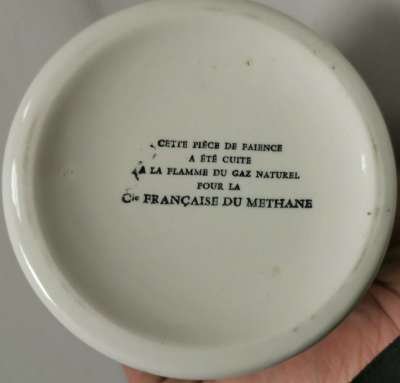 CETTE PIÈCE DE FAIENCE
A ÉTÉ CUITE
A LA FLAMME DU GAZ NATUREL
POUR LA
Cie FRANÇAISE DU METHANE